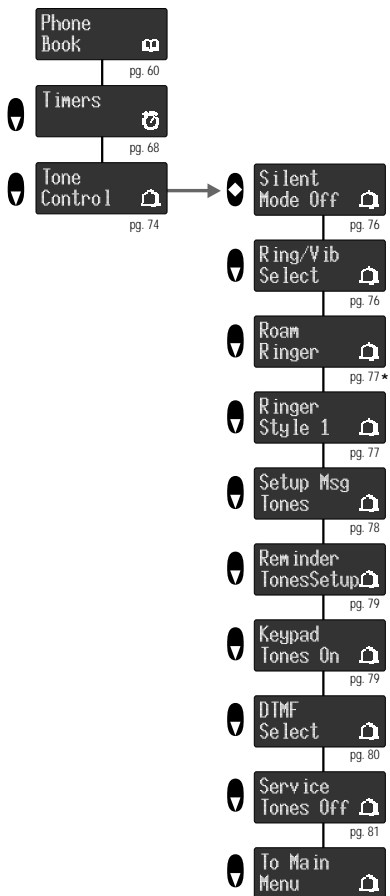 Phone
Book
pg. 60
Timers
pg. 68
Tone
Control
pg. 74
Silent
Mode Off
pg. 76
Ring/Vib
Select
pg. 76
Roam
Ringer
pg. 77*
Ringer
Style 1
pg. 77
Setup Msg
Tones
pg. 78
Reminder
TonesSetup
pg. 79
Keypad
Tones On
pg. 79
DTMF
Select
pg. 80
Service
Tones Off
pg. 81
To Main
Menu